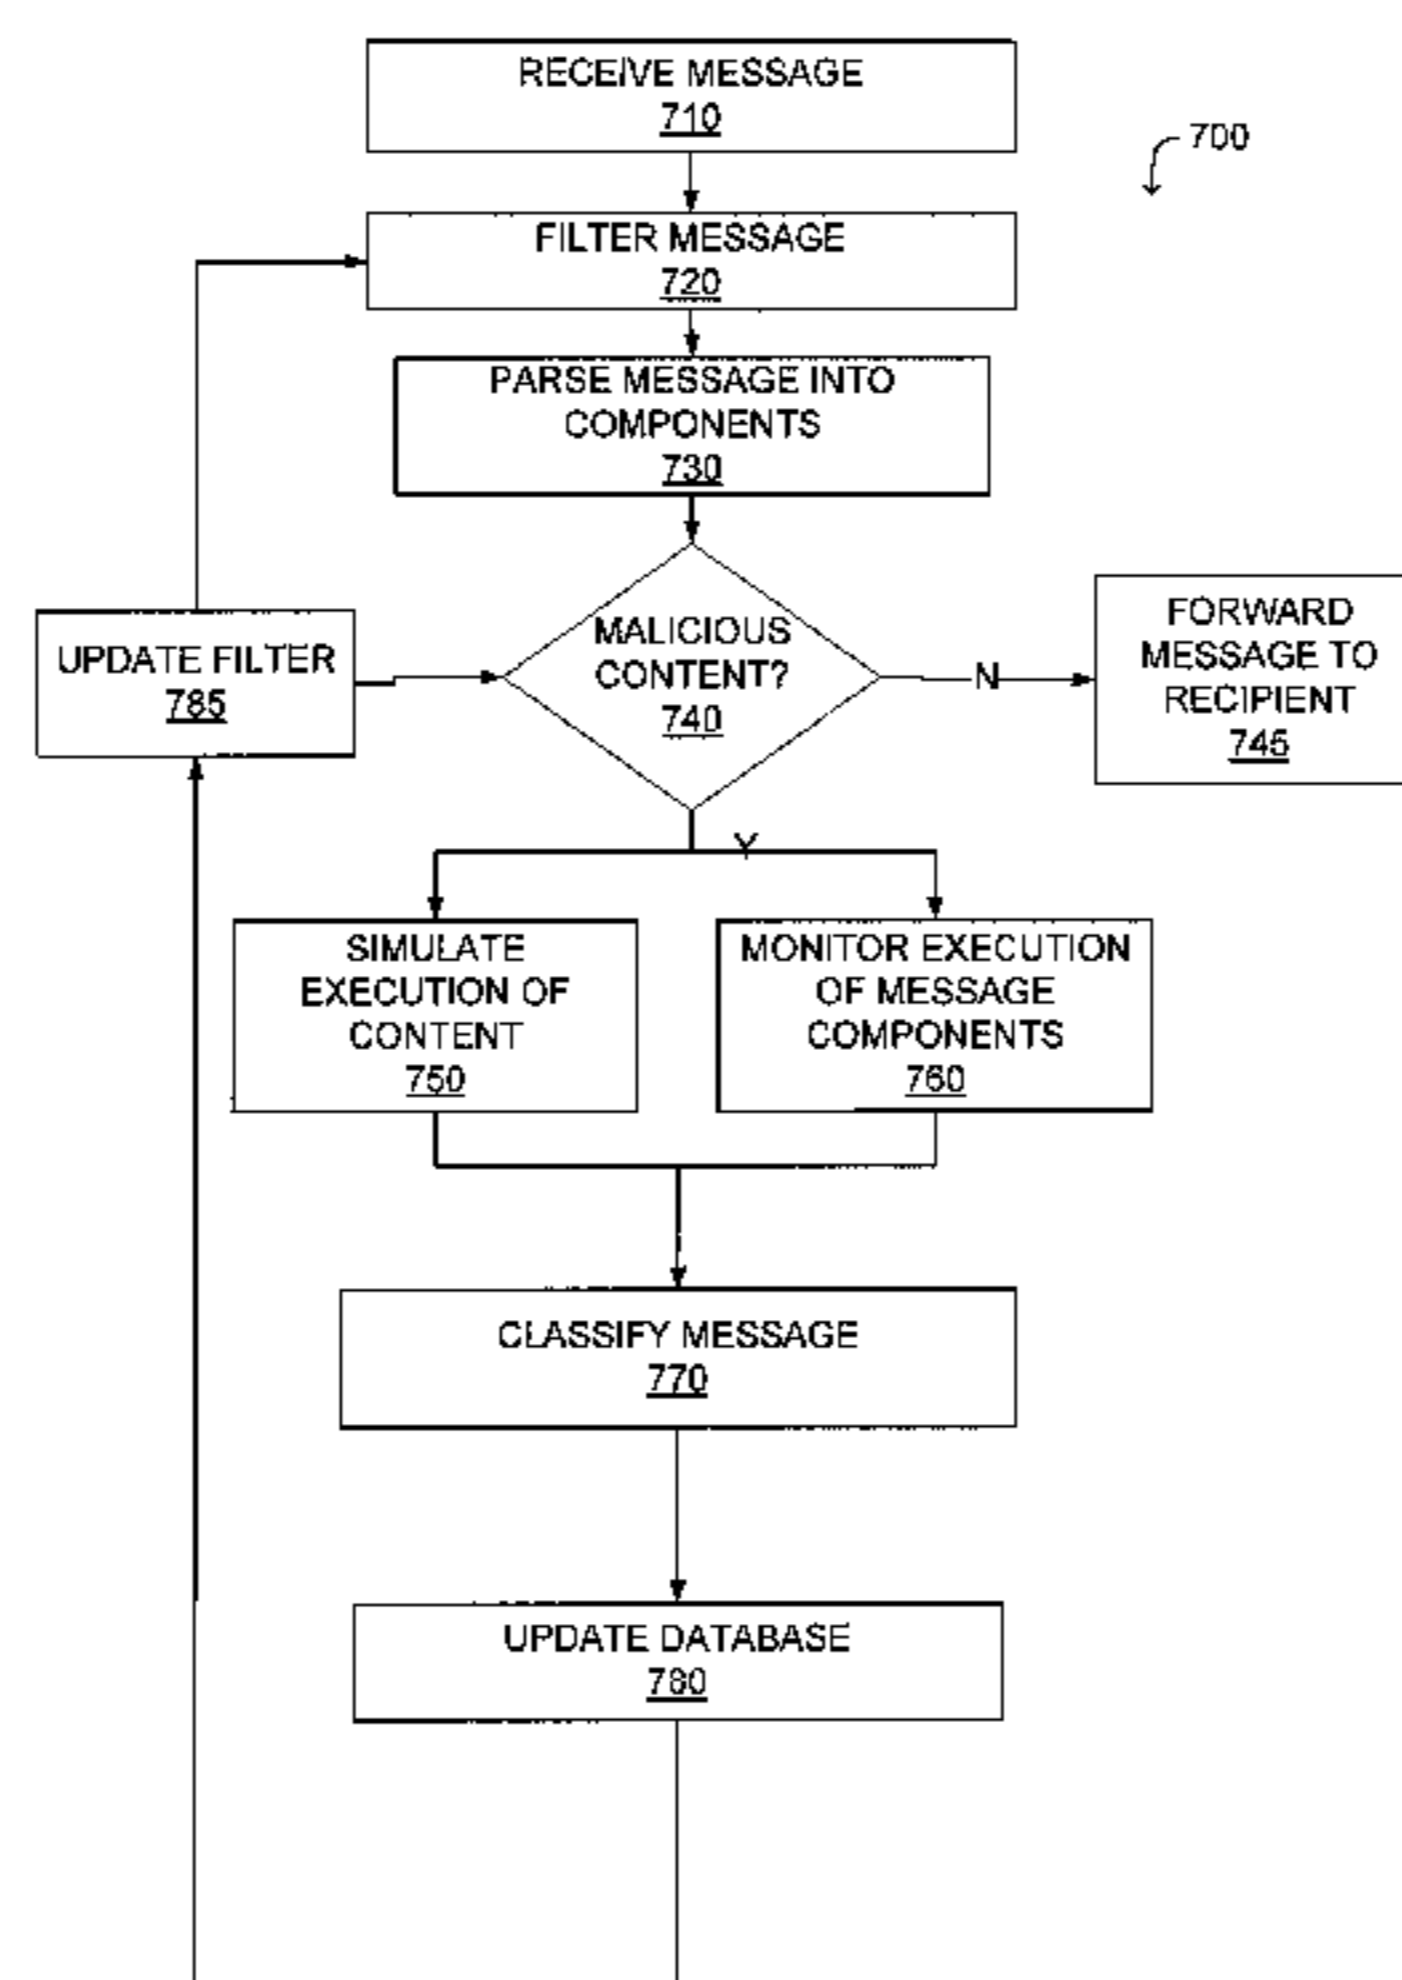 RECEIVE MESSAGE
710
700
FILTER MESSAGE
720
PARSE MESSAGE INTO
COMPONENTS
730
MALICIOUS
CONTENT?
740
UPDATE FILTER
785
N
FORWARD
MESSAGE TO
RECIPIENT
745
Y
SIMULATE
EXECUTION OF
CONTENT
750
MONITOR EXECUTION
OF MESSAGE
COMPONENTS
760
CLASSIFY MESSAGE
770
UPDATE DATABASE
780